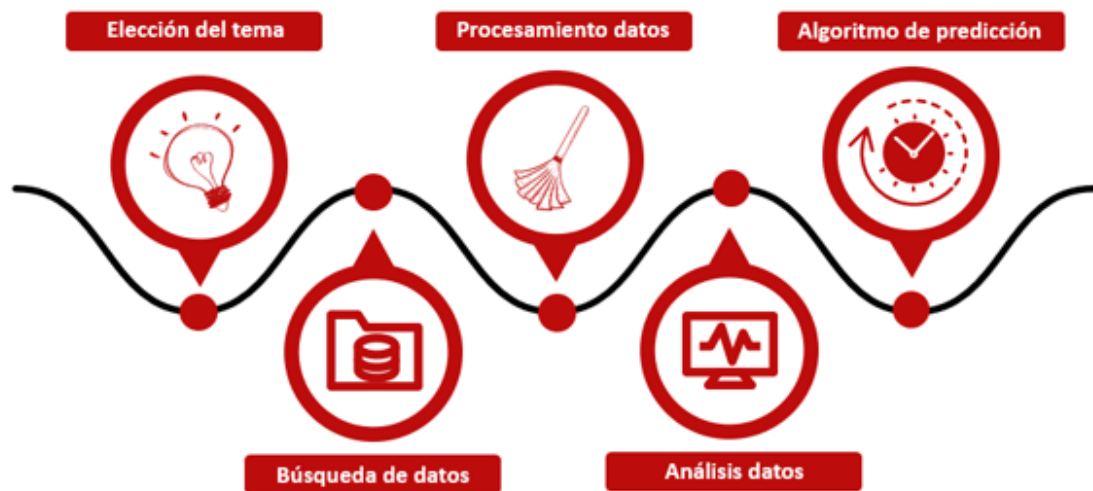 Elección del tema
Procesamiento datos
Algoritmo de predicción
Búsqueda de datos
Análisis datos